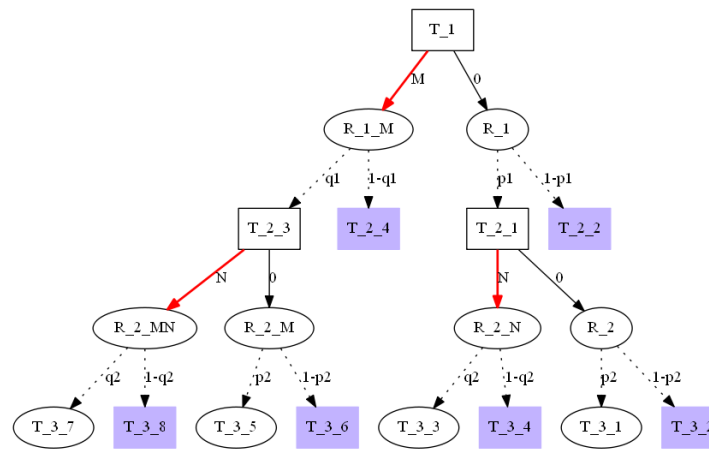 T_1
M
0
R_1_M
R_1
q1
1-q1
p1
1-p1
T_2_3
T_2_4
T_2_1
T_2_2
N
0
N
0
R_2_MN
R_2_M
R_2_N
R_2
q2
1-q2
p2
1-p2
q2
1-q2
p2
1-p2
T_3_7
T_3_8
T_3_5
T_3_6
T_3_3
T_3_4
T_3_1
T_3_2